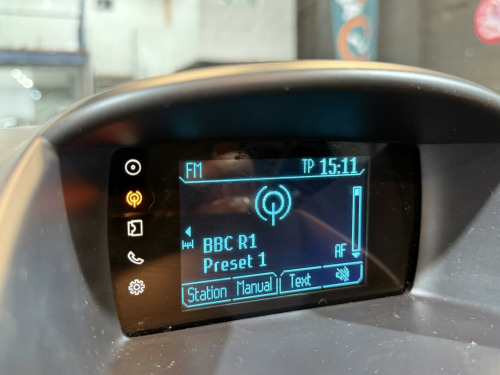 FM TP 15:11
BBC R1
Preset 1 AF
Station Manual Text